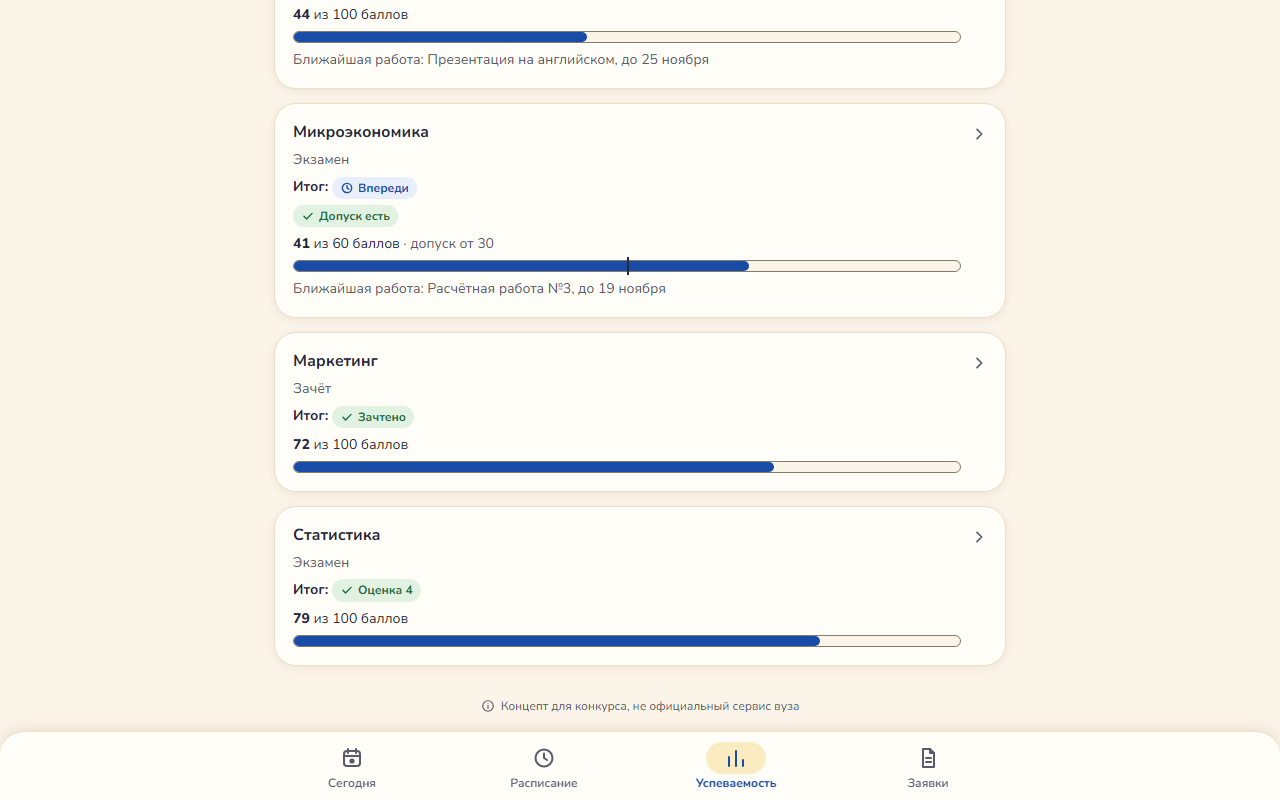 44 из 100 баллов
Ближайшая работа: Презентация на английском, до 25 ноября
Микроэкономика
Экзамен
Итог: Впереди
Допуск есть
41 из 60 баллов · допуск от 30
Ближайшая работа: Расчётная работа №3, до 19 ноября
Маркетинг
Зачёт
Итог: Зачтено
72 из 100 баллов
Статистика
Экзамен
Итог: Оценка 4
79 из 100 баллов
Концепт для конкурса, не официальный сервис вуза
Сегодня Расписание Успеваемость Заявки